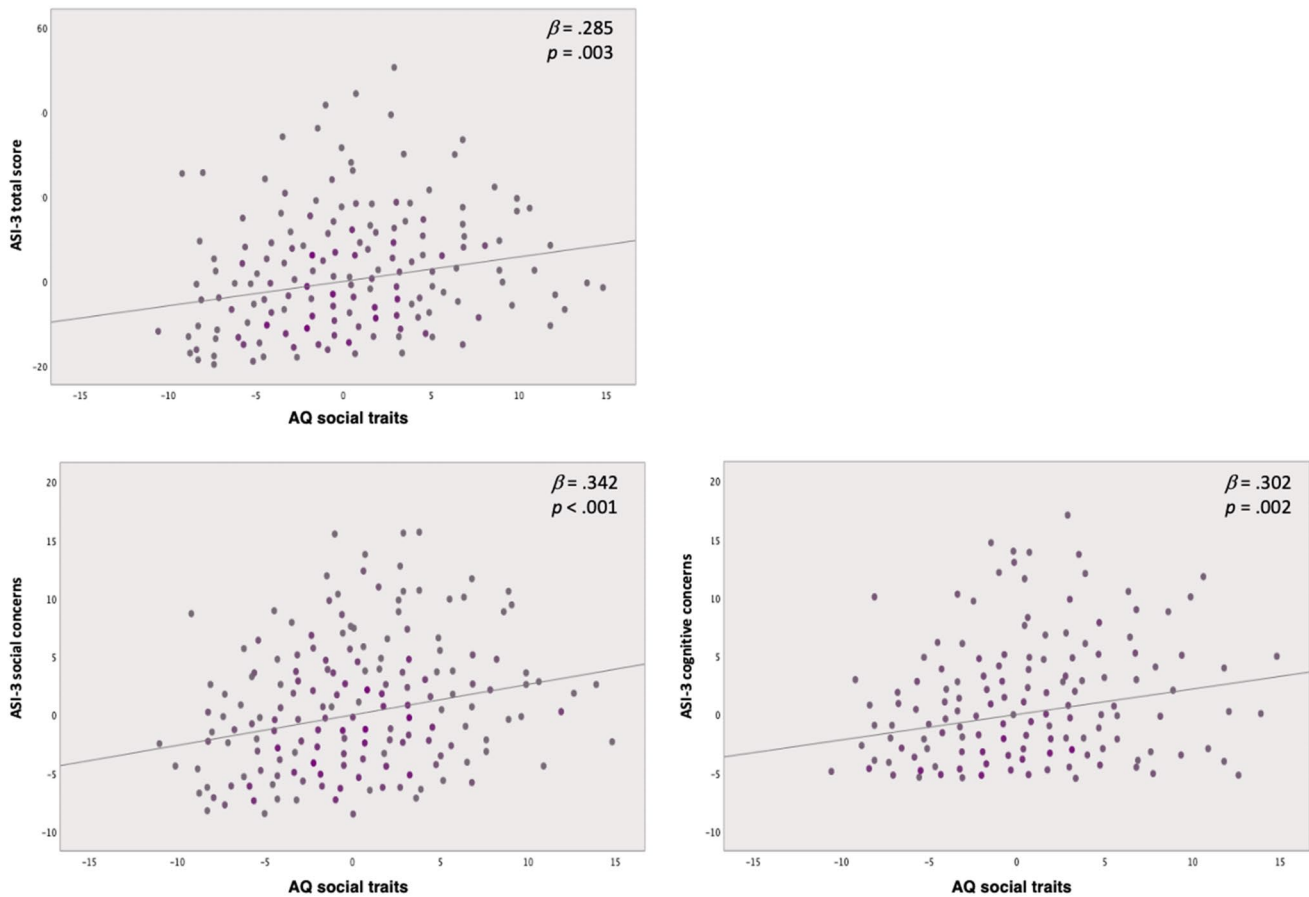 β = .285
p = .003
60
0
0
0
−20
ASI-3 total score
−15 −10 −5 0 5 10 15
AQ social traits
β = .342
p < .001
20
15
10
5
0
−5
−10
ASI-3 social concerns
−15 −10 −5 0 5 10 15
AQ social traits
β = .302
p = .002
20
15
10
5
0
−5
−10
ASI-3 cognitive concerns
−15 −10 −5 0 5 10 15
AQ social traits